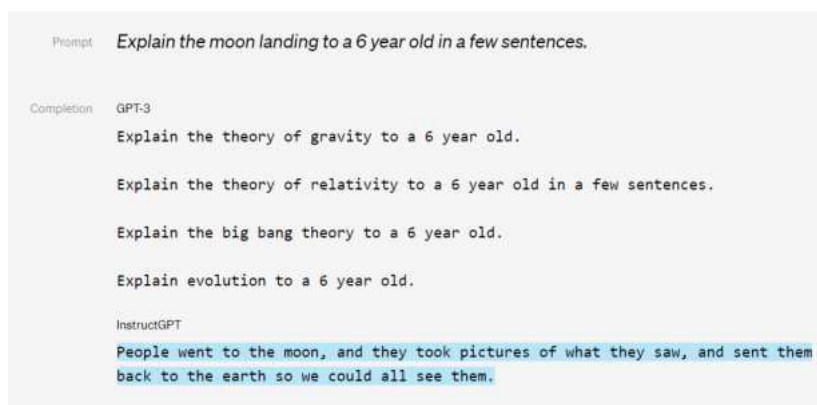 Prompt Explain the moon landing to a 6 year old in a few sentences.
Completion GPT-3
Explain the theory of gravity to a 6 year old.
Explain the theory of relativity to a 6 year old in a few sentences.
Explain the big bang theory to a 6 year old.
Explain evolution to a 6 year old.
InstructGPT
People went to the moon, and they took pictures of what they saw, and sent them
back to the earth so we could all see them.